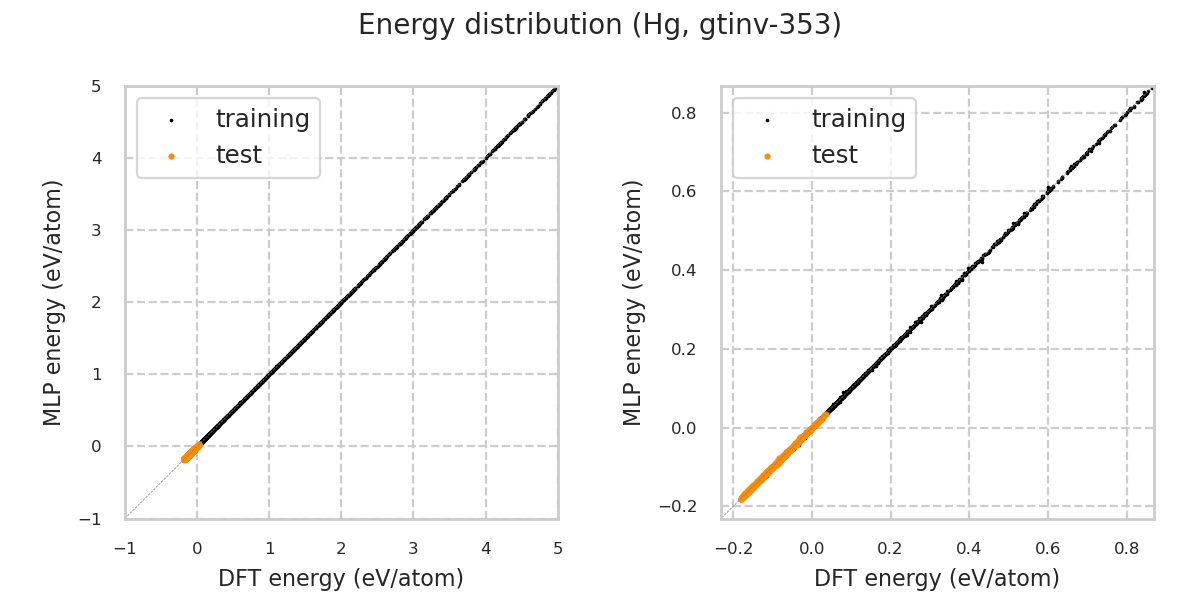 Energy distribution (Hg, gtinv-353)
training
test
5
4
3
2
1
0
−1
−1 0 1 2 3 4 5
MLP energy (eV/atom)
DFT energy (eV/atom)
training
test
0.8
0.6
0.4
0.2
0.0
−0.2
−0.2 0.0 0.2 0.4 0.6 0.8
MLP energy (eV/atom)
DFT energy (eV/atom)